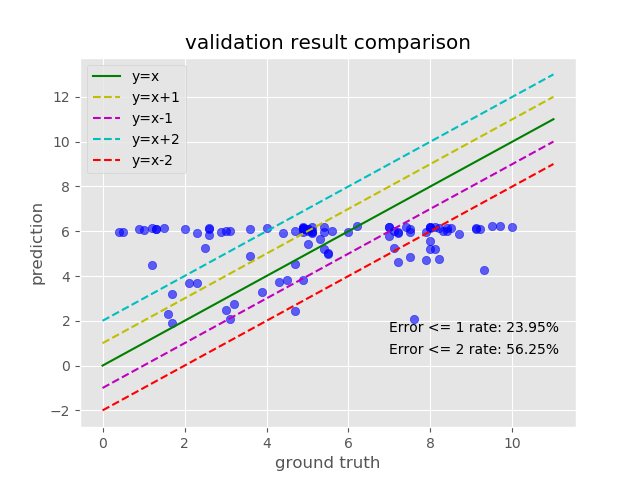 validation result comparison
y=x
y=x+1
y=x-1
y=x+2
y=x-2
12
10
8
6
4
2
0
−2
prediction
Error <= 1 rate: 23.95%
Error <= 2 rate: 56.25%
0 2 4 6 8 10
ground truth